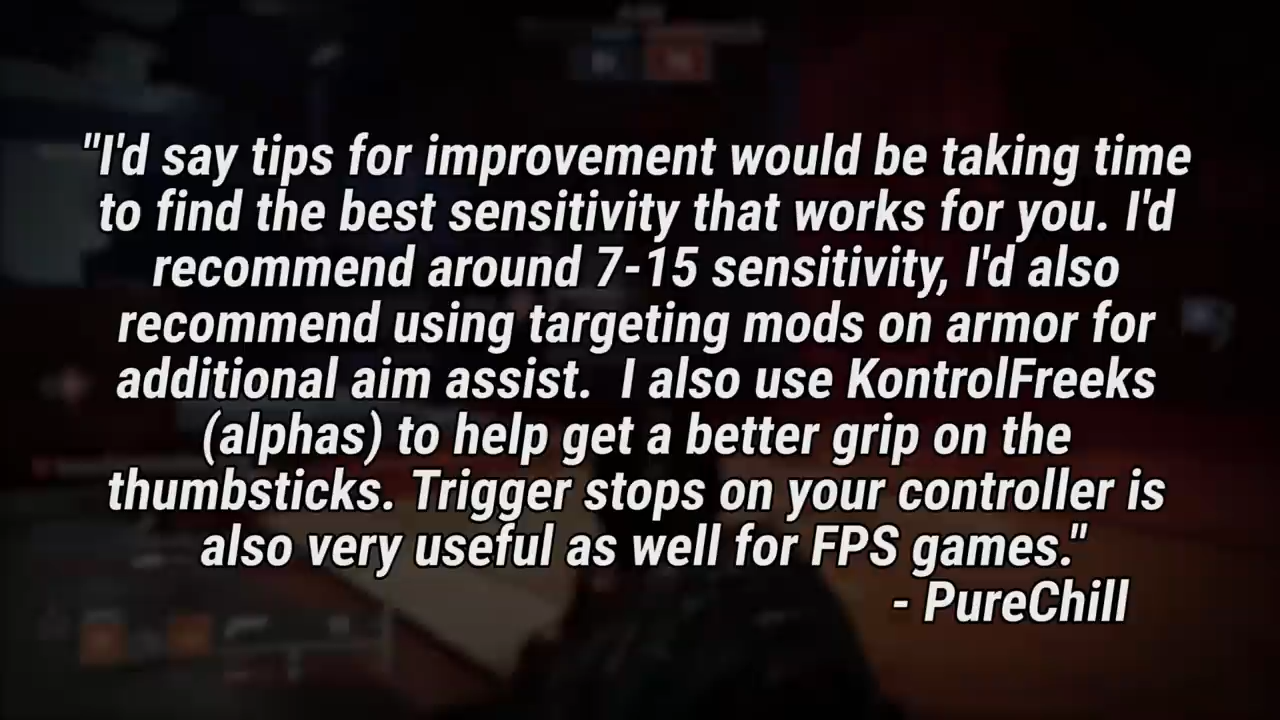 "I'd say tips for improvement would be taking time
to find the best sensitivity that works for you. I'd
recommend around 7-15 sensitivity, I'd also
recommend using targeting mods on armor for
additional aim assist.  I also use KontrolFreeks
(alphas) to help get a better grip on the
thumbsticks. Trigger stops on your controller is
also very useful as well for FPS games."
- PureChill